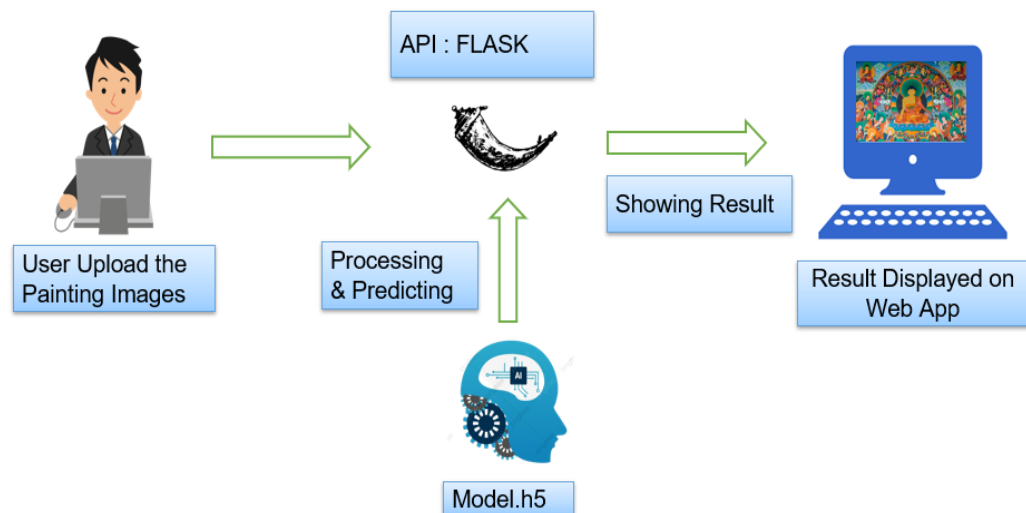 API : FLASK
Showing Result
User Upload the
Painting Images
Processing
& Predicting
Result Displayed on
Web App
AI
Model.h5